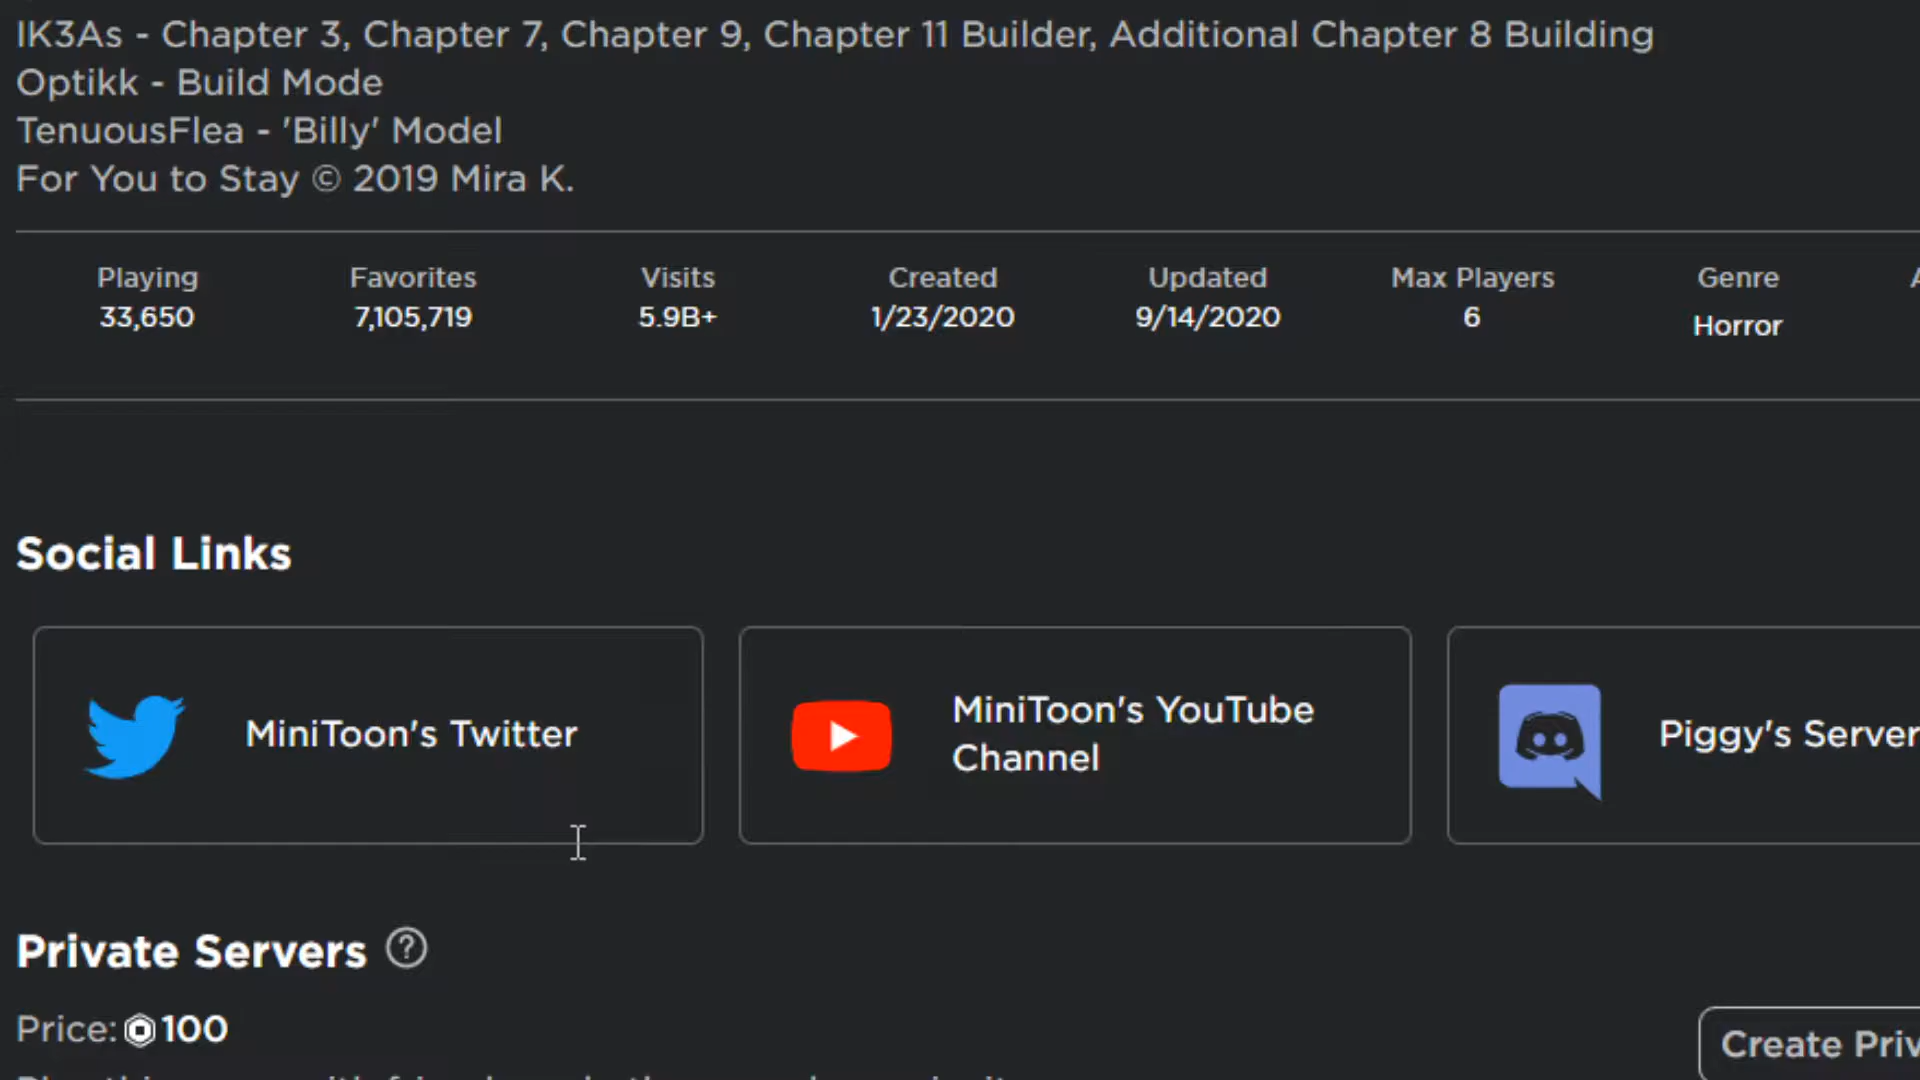 IK3As - Chapter 3, Chapter 7, Chapter 9, Chapter 11 Builder, Additional Chapter 8 Building
Optikk - Build Mode
TenuousFlea - 'Billy' Model
For You to Stay © 2019 Mira K.
Playing Favorites Visits Created Updated Max Players Genre
33,650 7,105,719 5.9B+ 1/23/2020 9/14/2020 6 Horror
Social Links
MiniToon's Twitter
MiniToon's YouTube
Channel
Piggy's Server
Private Servers ?
Price: 100
Create Priv